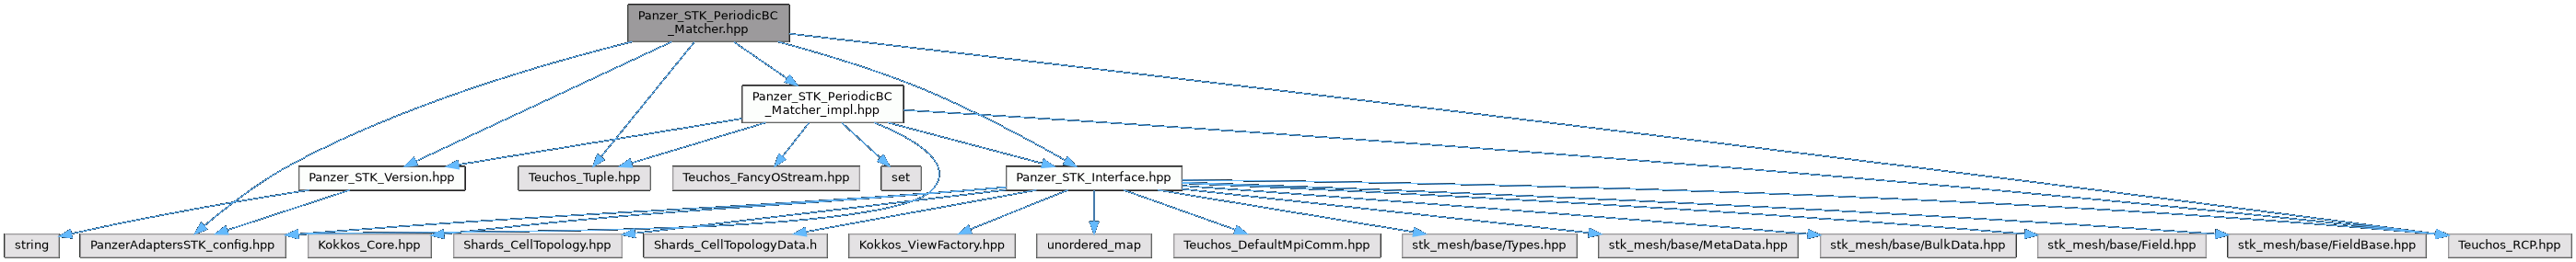 Panzer_STK_PeriodicBC
_Matcher.hpp
Panzer_STK_PeriodicBC
_Matcher_impl.hpp
Panzer_STK_Version.hpp
Teuchos_Tuple.hpp
Teuchos_FancyOStream.hpp
set
Panzer_STK_Interface.hpp
string
PanzerAdaptersSTK_config.hpp
Kokkos_Core.hpp
Shards_CellTopology.hpp
Shards_CellTopologyData.h
Kokkos_ViewFactory.hpp
unordered_map
Teuchos_DefaultMpiComm.hpp
stk_mesh/base/Types.hpp
stk_mesh/base/MetaData.hpp
stk_mesh/base/BulkData.hpp
stk_mesh/base/Field.hpp
stk_mesh/base/FieldBase.hpp
Teuchos_RCP.hpp